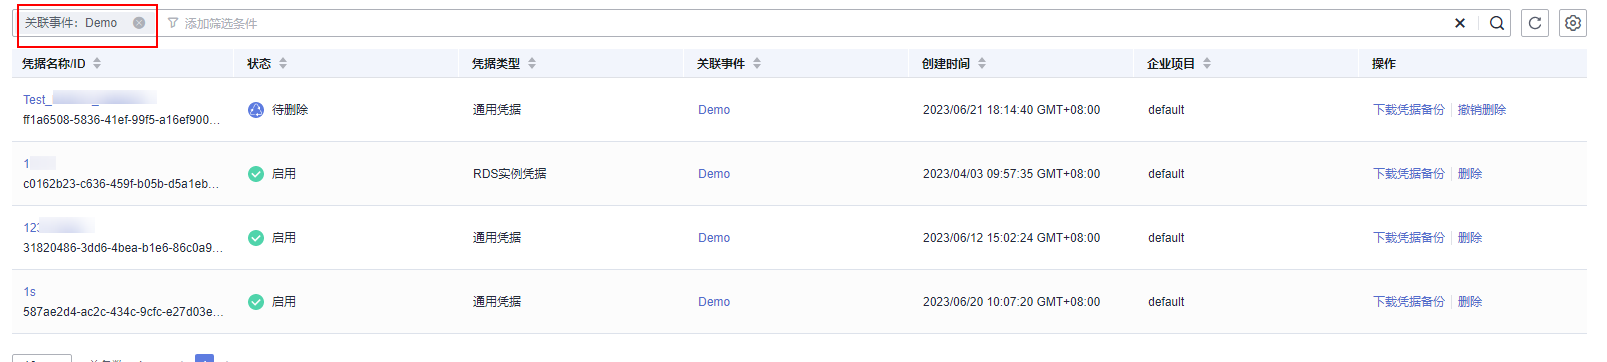 关联事件：Demo 添加筛选条件
凭据名称/ID 状态 凭据类型 关联事件 创建时间 企业项目 操作
Test_
ff1a6508-5836-41ef-99f5-a16ef900... 待删除 通用凭据 Demo 2023/06/21 18:14:40 GMT+08:00 default 下载凭据备份 撤销删除
1
c0162b23-c636-459f-b05b-d5a1eb... 启用 RDS实例凭据 Demo 2023/04/03 09:57:35 GMT+08:00 default 下载凭据备份 删除
123
31820486-3dd6-4bea-b1e6-86c0a9... 启用 通用凭据 Demo 2023/06/12 15:02:24 GMT+08:00 default 下载凭据备份 删除
1s
587ae2d4-ac2c-434c-9cfc-e27d03e... 启用 通用凭据 Demo 2023/06/20 10:07:20 GMT+08:00 default 下载凭据备份 删除